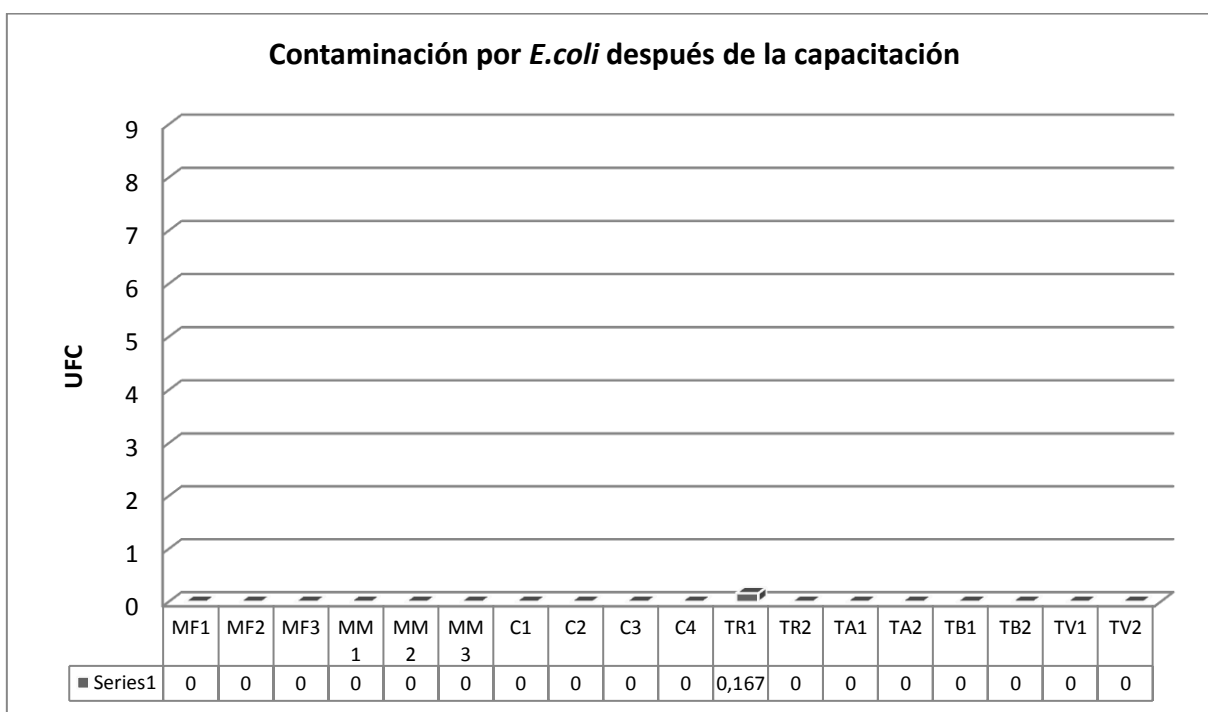 Contaminación por E.coli después de la capacitación
9
8
7
6
5
4
3
2
1
0
UFC
MF1 MF2 MF3 MM 1 MM 2 MM 3 C1 C2 C3 C4 TR1 TR2 TA1 TA2 TB1 TB2 TV1 TV2
Series1 0 0 0 0 0 0 0 0 0 0 0,167 0 0 0 0 0 0 0